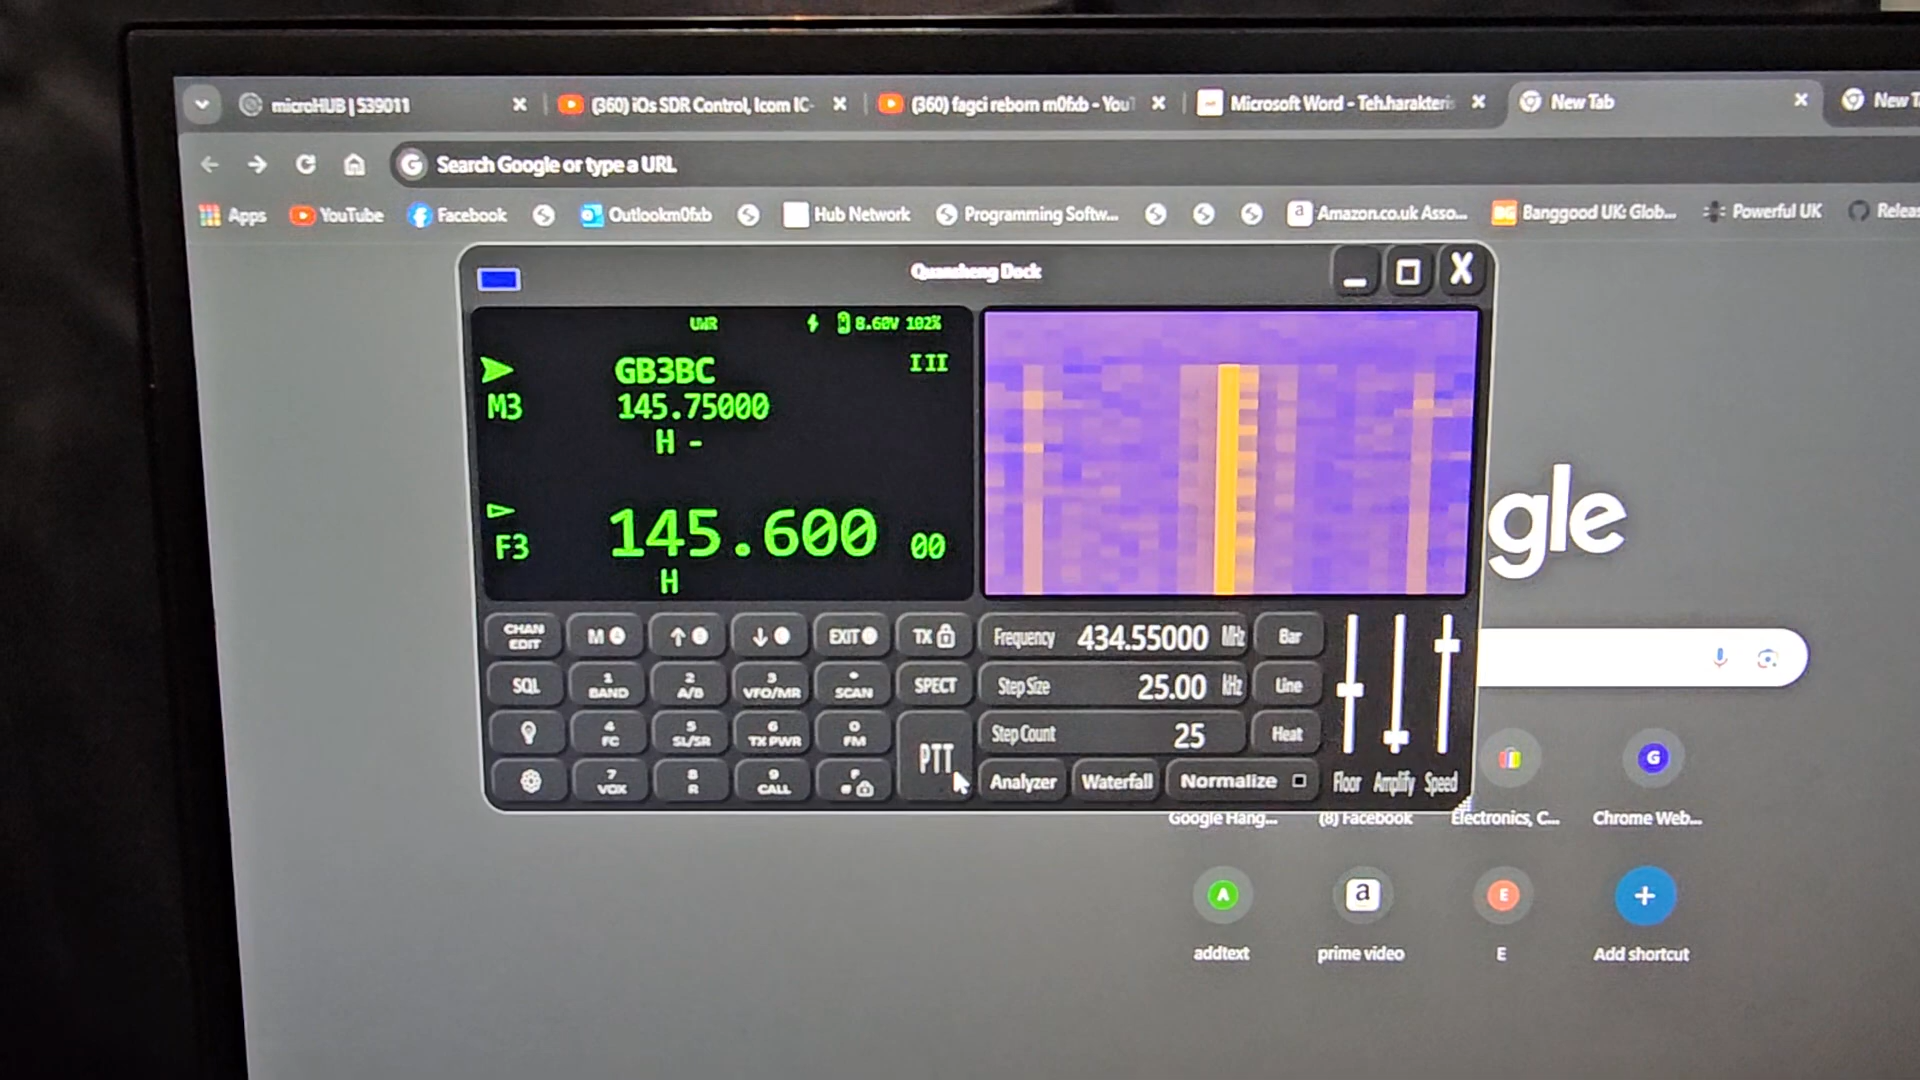 microHUB | 539011
(360) iOs SDR Control, Icom IC-
(360) fagci reborn m0fxb - YouT
Microsoft Word - Teh.harakteris
New Tab
New T
Search Google or type a URL
Apps
YouTube
Facebook
Outlookm0fxb
Hub Network
Programming Softw...
Amazon.co.uk Asso...
BG
Banggood UK: Glob...
Powerful UK
Releas
Quansheng Dock
X
8.60V 102%
GB3BC
III
M3
145.75000
H -
F3
145.600 00
H
gle
CHAN EDIT
M
EXIT
TX
Frequency 434.55000 MHz
Bar
SQL
1 BAND
2 A/B
3 VFO/MR
* SCAN
SPECT
Step Size 25.00 kHz
Line
4 FC
5 SL/SR
6 TX PWR
0 FM
PTT
Step Count 25
Heat
7 VOX
8 R
9 CALL
F #
Analyzer
Waterfall
Normalize
Floor
Amplify
Speed
G
Google Hang...
(8) Facebook
Electronics, C...
Chrome Web...
A
a
E
addtext
prime video
E
Add shortcut